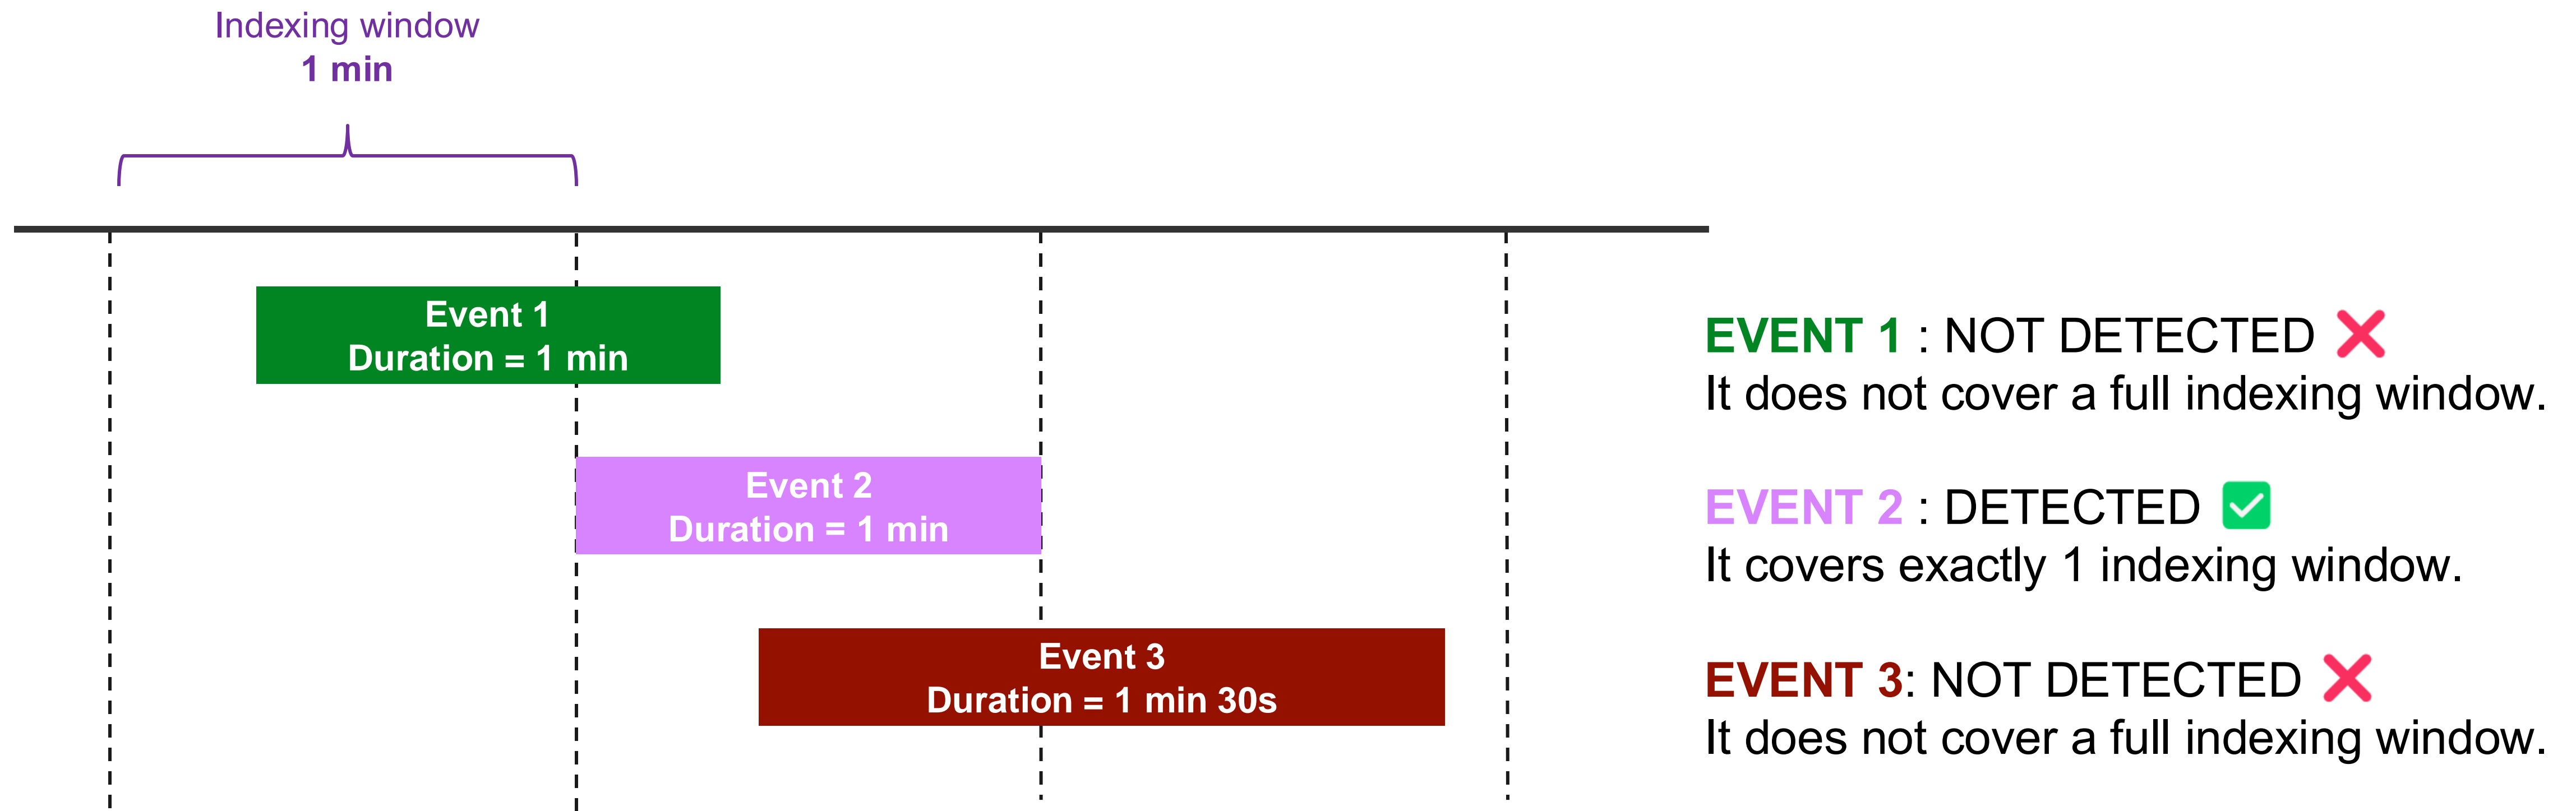 Indexing window
1 min
Event 1
Duration = 1 min
EVENT 1 : NOT DETECTED ❌
It does not cover a full indexing window.
Event 2
Duration = 1 min
EVENT 2 : DETECTED ✅
It covers exactly 1 indexing window.
Event 3
Duration = 1 min 30s
EVENT 3: NOT DETECTED ❌
It does not cover a full indexing window.